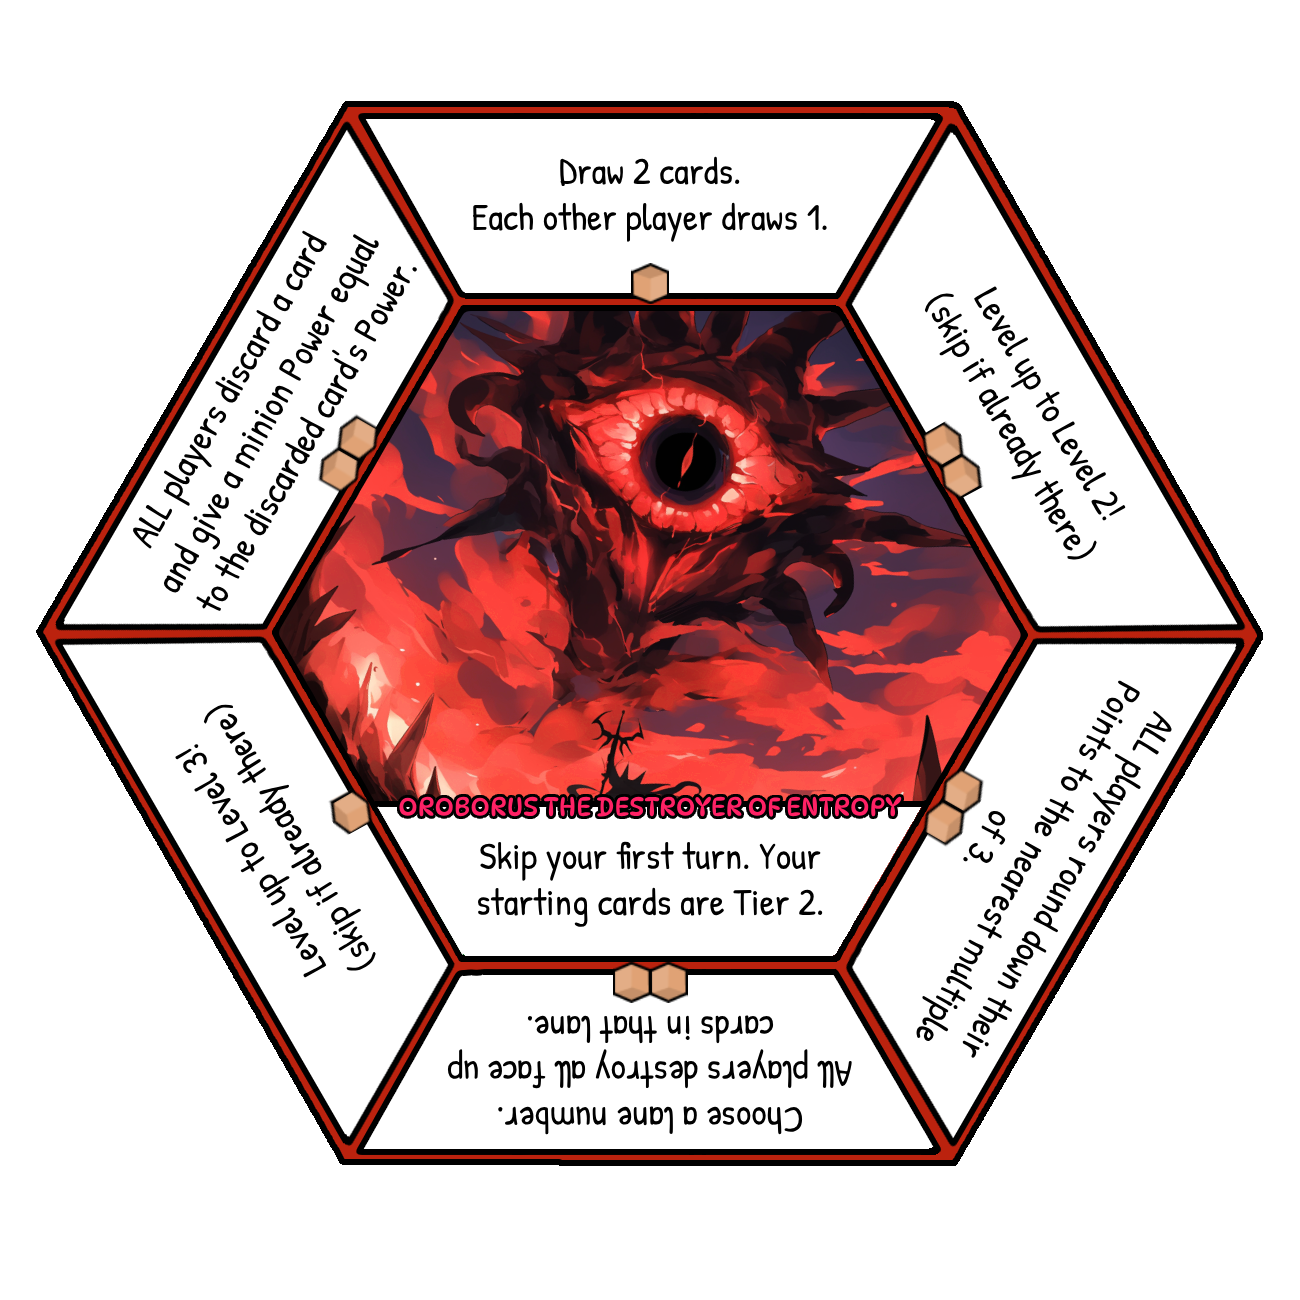 Draw 2 cards.
Each other player draws 1.
Level up to Level 2!
(skip if already there)
ALL players round down their
Points to the nearest multiple
of 3.
Choose a lane number.
All players destroy all face up
cards in that lane.
Level up to Level 3!
(skip if already there)
ALL players discard a card
and give a minion Power equal
to the discarded card's Power.
OROBORUS THE DESTROYER OF ENTROPY
Skip your first turn. Your
starting cards are Tier 2.